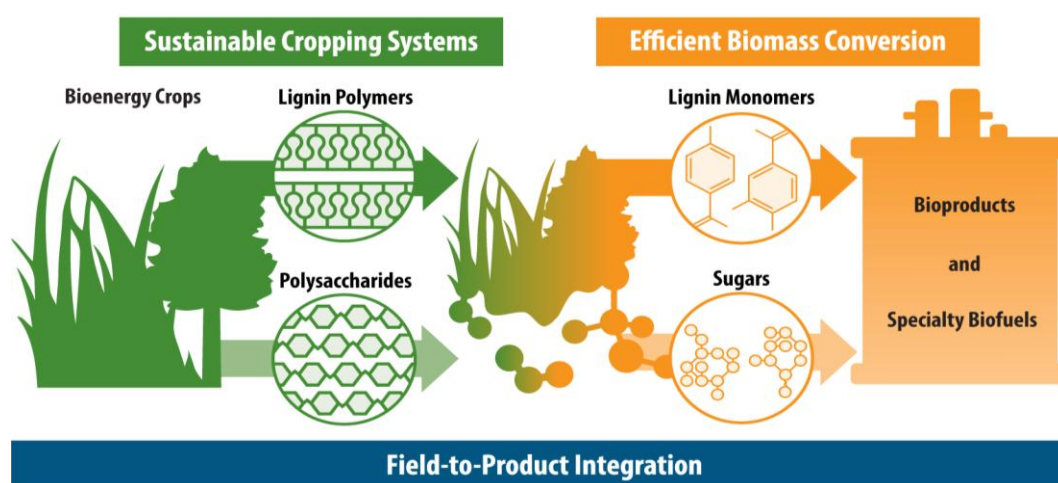 Sustainable Cropping Systems
Efficient Biomass Conversion
Bioenergy Crops
Lignin Polymers
Lignin Monomers
Polysaccharides
Sugars
Bioproducts
and
Specialty Biofuels
Field-to-Product Integration